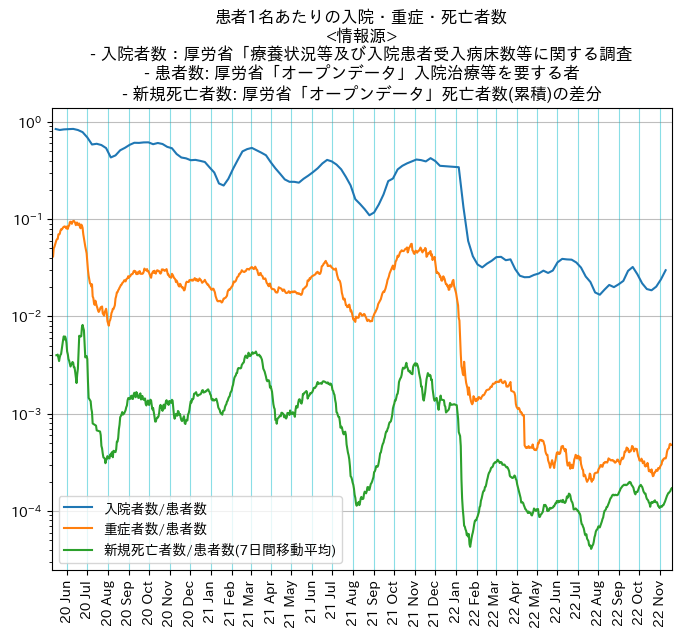 患者1名あたりの入院・重症・死亡者数
<情報源>
- 入院者数：厚労省「療養状況等及び入院患者受入病床数等に関する調査
- 患者数: 厚労省「オープンデータ」入院治療等を要する者
- 新規死亡者数: 厚労省「オープンデータ」死亡者数(累積)の差分
10⁰
10⁻¹
10⁻²
10⁻³
10⁻⁴
入院者数/患者数
重症者数/患者数
新規死亡者数/患者数(7日間移動平均)
20 Jun
20 Jul
20 Aug
20 Sep
20 Oct
20 Nov
20 Dec
21 Jan
21 Feb
21 Mar
21 Apr
21 May
21 Jun
21 Jul
21 Aug
21 Sep
21 Oct
21 Nov
21 Dec
22 Jan
22 Feb
22 Mar
22 Apr
22 May
22 Jun
22 Jul
22 Aug
22 Sep
22 Oct
22 Nov